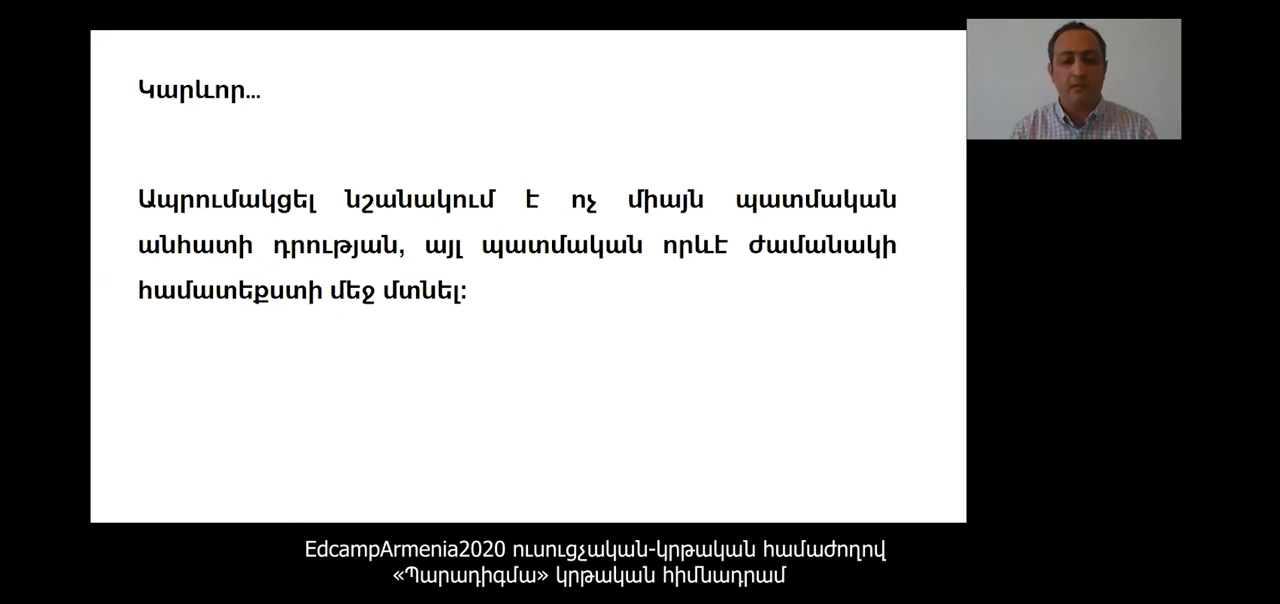 Կարևոր…
Ապրումակցել նշանակում է ոչ միայն պատմական
անհատի դրության, այլ պատմական որևէ ժամանակի
համատեքստի մեջ մտնել:
EdcampArmenia2020 ուսուցչական-կրթական համաժողով
«Պարադիգմա» կրթական հիմնադրամ